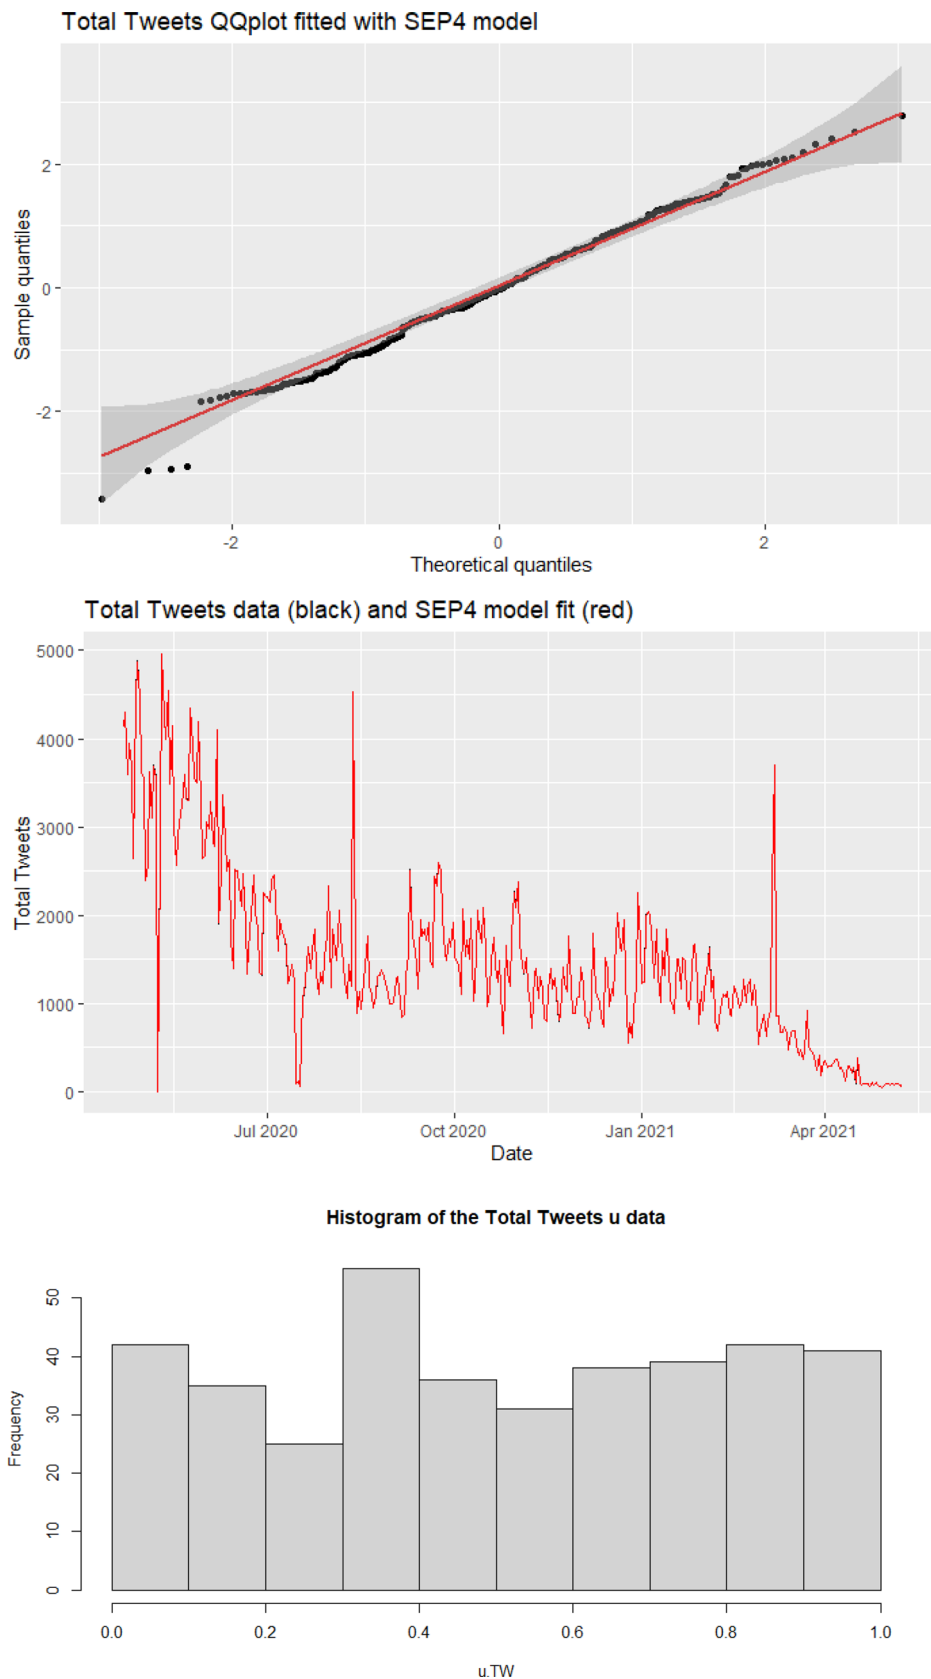 Total Tweets QQplot fitted with SEP4 model
Sample quantiles
2
0
-2
-2
0
2
Theoretical quantiles
Total Tweets data (black) and SEP4 model fit (red)
Total Tweets
5000
4000
3000
2000
1000
0
Jul 2020
Oct 2020
Jan 2021
Apr 2021
Date
Histogram of the Total Tweets u data
Frequency
50
40
30
20
10
0
0.0
0.2
0.4
0.6
0.8
1.0
u.TW